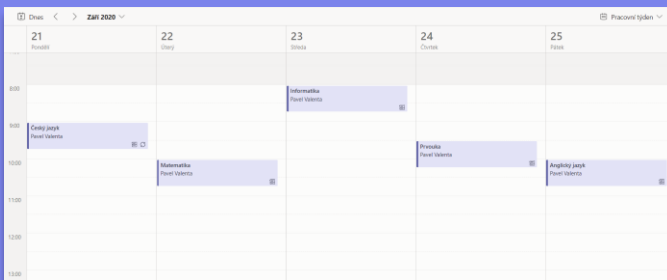 Dnes
Září 2020
Pracovní týden
21
Pondělí
22
Úterý
23
Středa
24
Čtvrtek
25
Pátek
8:00
Informatika
Pavel Valenta
9:00
Český jazyk
Pavel Valenta
Prvouka
Pavel Valenta
10:00
Matematika
Pavel Valenta
Anglický jazyk
Pavel Valenta
11:00
12:00
13:00